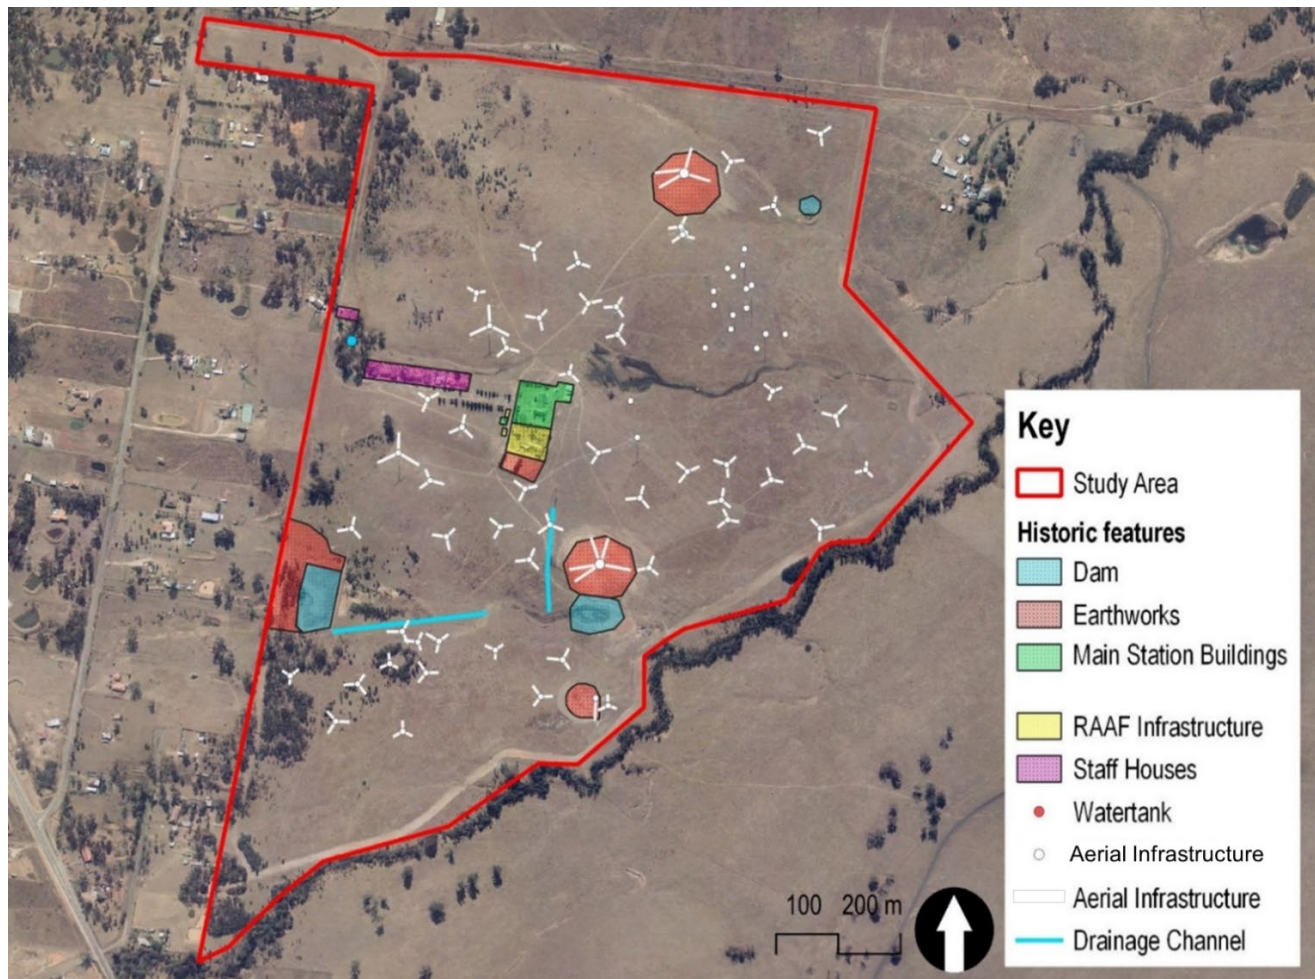 Key
Study Area
Historic features
Dam
Earthworks
Main Station Buildings
RAAF Infrastructure
Staff Houses
Watertank
Aerial Infrastructure
Aerial Infrastructure
Drainage Channel
100 200 m